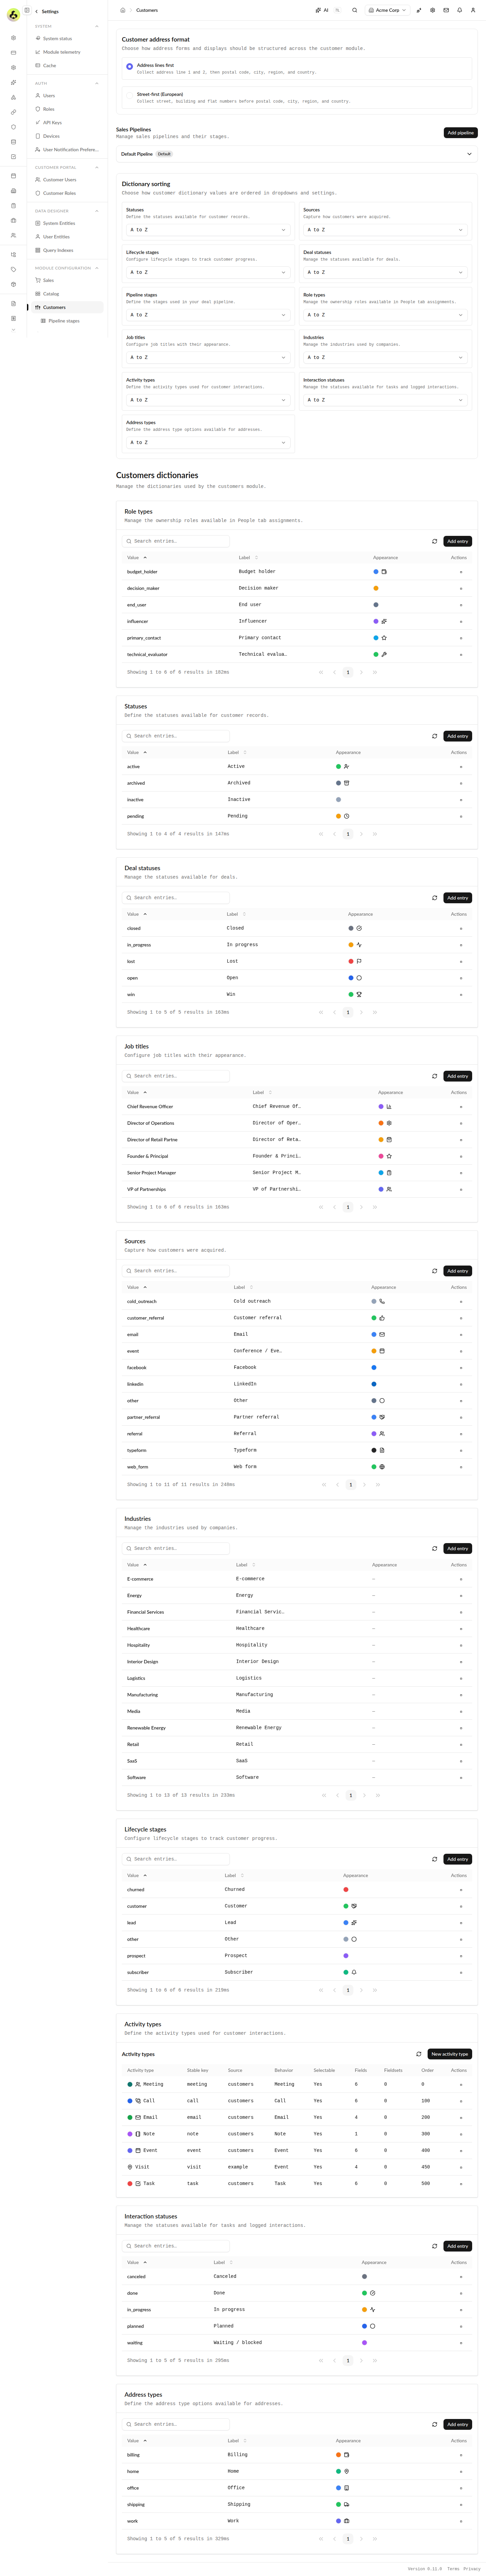 Settings
Customers
AI
Acme Corp
SYSTEM
System status
Module telemetry
Cache
AUTH
Users
Roles
API Keys
Devices
User Notification Prefere…
CUSTOMER PORTAL
Customer Users
Customer Roles
DATA DESIGNER
System Entities
User Entities
Query Indexes
MODULE CONFIGURATION
Sales
Catalog
Customers
Pipeline stages
Customer address format
Choose how address forms and displays should be structured across the customer module.
Address lines first
Collect address line 1 and 2, then postal code, city, region, and country.
Street-first (European)
Collect street, building and flat numbers before postal code, city, region, and country.
Sales Pipelines
Manage sales pipelines and their stages.
Add pipeline
Default Pipeline Default
Dictionary sorting
Choose how customer dictionary values are ordered in dropdowns and settings.
Statuses
Define the statuses available for customer records.
A to Z
Sources
Capture how customers were acquired.
A to Z
Lifecycle stages
Configure lifecycle stages to track customer progress.
A to Z
Deal statuses
Manage the statuses available for deals.
A to Z
Pipeline stages
Define the stages used in your deal pipeline.
A to Z
Role types
Manage the ownership roles available in People tab assignments.
A to Z
Job titles
Configure job titles with their appearance.
A to Z
Industries
Manage the industries used by companies.
A to Z
Activity types
Define the activity types used for customer interactions.
A to Z
Interaction statuses
Manage the statuses available for tasks and logged interactions.
A to Z
Address types
Define the address type options available for addresses.
A to Z
Customers dictionaries
Manage the dictionaries used by the customers module.
Role types
Manage the ownership roles available in People tab assignments.
Search entries…
Add entry
Value Label Appearance Actions
budget_holder Budget holder
decision_maker Decision maker
end_user End user
influencer Influencer
primary_contact Primary contact
technical_evaluator Technical evalua…
Showing 1 to 6 of 6 results in 182ms 1
Statuses
Define the statuses available for customer records.
Search entries…
Add entry
Value Label Appearance Actions
active Active
archived Archived
inactive Inactive
pending Pending
Showing 1 to 4 of 4 results in 147ms 1
Deal statuses
Manage the statuses available for deals.
Search entries…
Add entry
Value Label Appearance Actions
closed Closed
in_progress In progress
lost Lost
open Open
win Win
Showing 1 to 5 of 5 results in 163ms 1
Job titles
Configure job titles with their appearance.
Search entries…
Add entry
Value Label Appearance Actions
Chief Revenue Officer Chief Revenue Of…
Director of Operations Director of Oper…
Director of Retail Partne Director of Reta…
Founder & Principal Founder & Princi…
Senior Project Manager Senior Project M…
VP of Partnerships VP of Partnershi…
Showing 1 to 6 of 6 results in 163ms 1
Sources
Capture how customers were acquired.
Search entries…
Add entry
Value Label Appearance Actions
cold_outreach Cold outreach
customer_referral Customer referral
email Email
event Conference / Eve…
facebook Facebook
linkedin LinkedIn
other Other
partner_referral Partner referral
referral Referral
typeform Typeform
web_form Web form
Showing 1 to 11 of 11 results in 240ms 1
Industries
Manage the industries used by companies.
Search entries…
Add entry
Value Label Appearance Actions
E-commerce E-commerce –
Energy Energy –
Financial Services Financial Servic… –
Healthcare Healthcare –
Hospitality Hospitality –
Interior Design Interior Design –
Logistics Logistics –
Manufacturing Manufacturing –
Media Media –
Renewable Energy Renewable Energy –
Retail Retail –
SaaS SaaS –
Software Software –
Showing 1 to 13 of 13 results in 233ms 1
Lifecycle stages
Configure lifecycle stages to track customer progress.
Search entries…
Add entry
Value Label Appearance Actions
churned Churned
customer Customer
lead Lead
other Other
prospect Prospect
subscriber Subscriber
Showing 1 to 6 of 6 results in 219ms 1
Activity types
Define the activity types used for customer interactions.
Activity types
New activity type
Activity type Stable key Source Behavior Selectable Fields Fieldsets Order Actions
Meeting meeting customers Meeting Yes 6 0 0
Call call customers Call Yes 6 0 100
Email email customers Email Yes 4 0 200
Note note customers Note Yes 1 0 300
Event event customers Event Yes 6 0 400
Visit visit example Event Yes 4 0 450
Task task customers Task Yes 6 0 500
Interaction statuses
Manage the statuses available for tasks and logged interactions.
Search entries…
Add entry
Value Label Appearance Actions
canceled Canceled
done Done
in_progress In progress
planned Planned
waiting Waiting / blocked
Showing 1 to 5 of 5 results in 295ms 1
Address types
Define the address type options available for addresses.
Search entries…
Add entry
Value Label Appearance Actions
billing Billing
home Home
office Office
shipping Shipping
work Work
Showing 1 to 5 of 5 results in 329ms 1
Terms Privacy